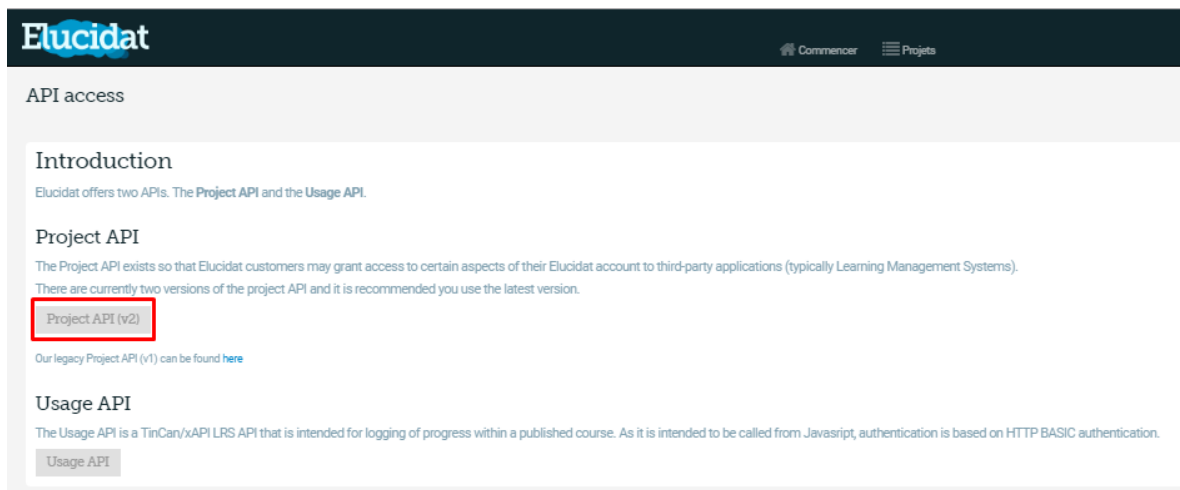 Elucidat
Commencer Projets
API access
Introduction
Elucidat offers two APIs. The Project API and the Usage API.
Project API
The Project API exists so that Elucidat customers may grant access to certain aspects of their Elucidat account to third-party applications (typically Learning Management Systems).
There are currently two versions of the project API and it is recommended you use the latest version.
Project API (v2)
Our legacy Project API (v1) can be found here
Usage API
The Usage API is a TinCan/xAPI LRS API that is intended for logging of progress within a published course. As it is intended to be called from Javasript, authentication is based on HTTP BASIC authentication.
Usage API